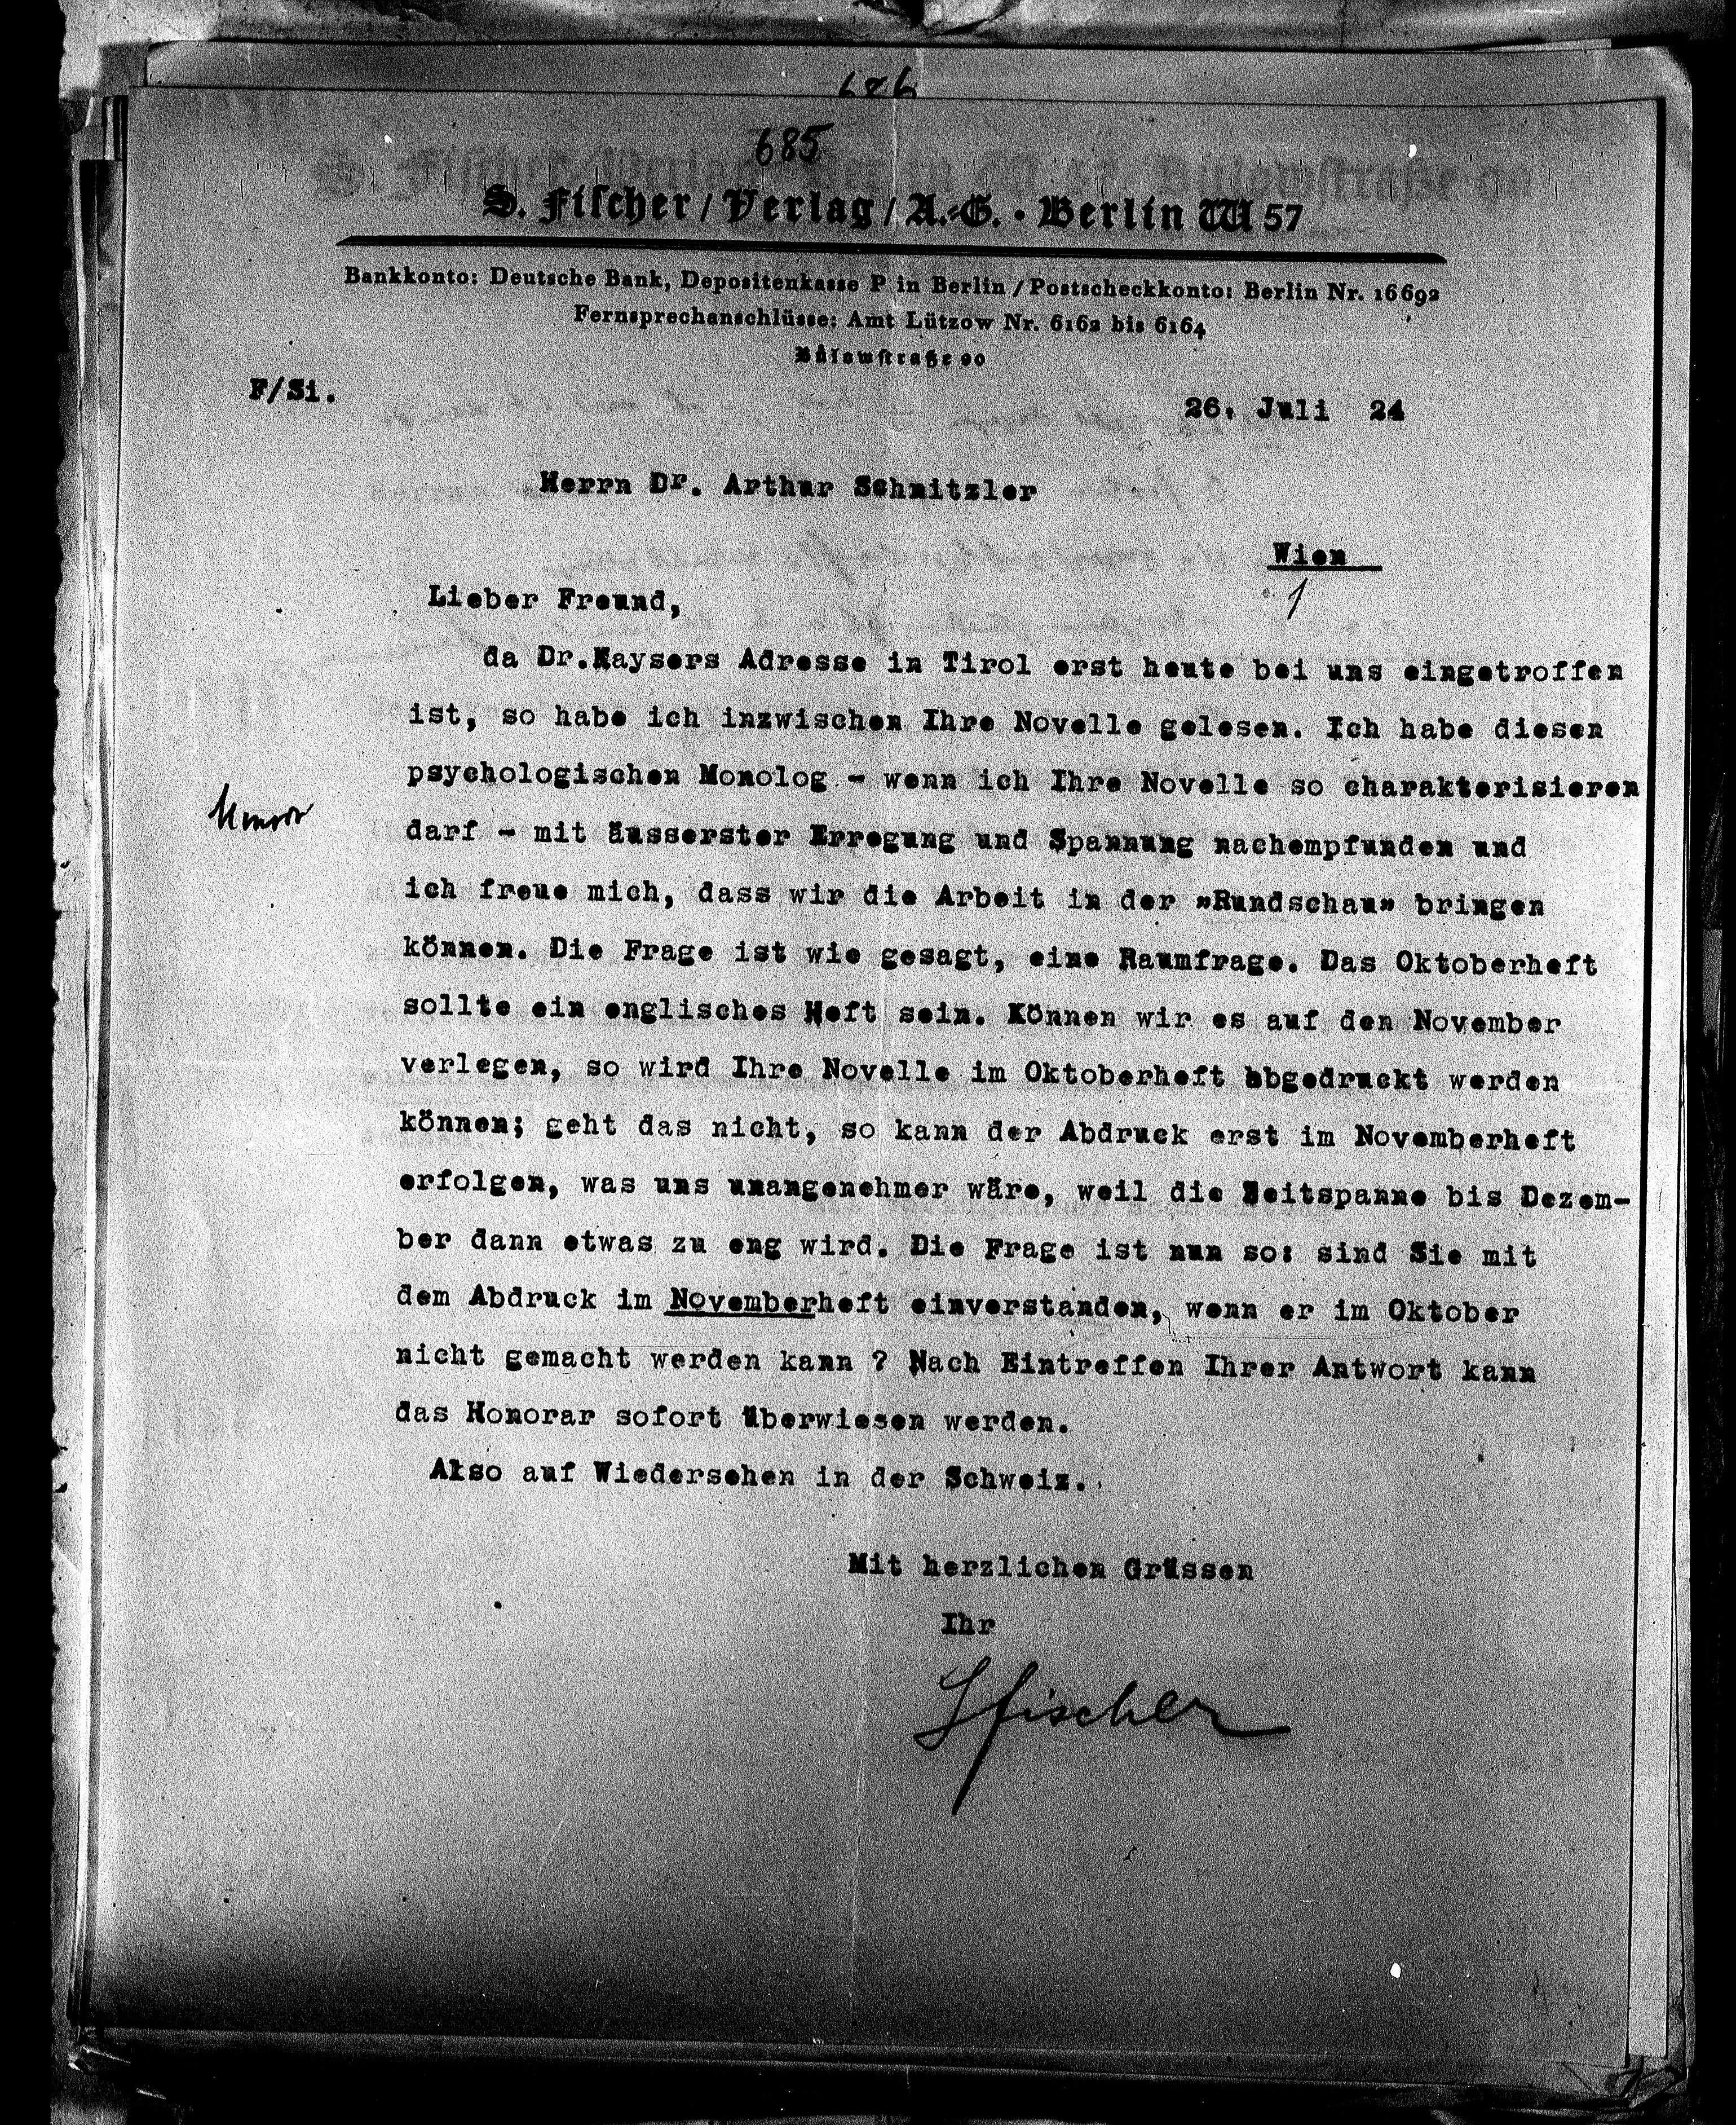 685
S. Fischer / Verlag / A.-G. · Berlin W 57
Bankkonto: Deutsche Bank, Depositenkasse P in Berlin / Postscheckkonto: Berlin Nr. 16692
Fernsprechanschlüsse: Amt Lützow Nr. 6162 bis 6164
Bülowstraße 90
F/Si.
26. Juli 24
Herrn Dr. Arthur Schnitzler
Wien
Lieber Freund,
da Dr.Kaysers Adresse in Tirol erst heute bei uns eingetroffen
ist, so habe ich inzwischen Ihre Novelle gelesen. Ich habe diesen
psychologischen Monolog - wenn ich Ihre Novelle so charakterisieren
darf - mit äusserster Erregung und Spannung nachempfunden und
ich freue mich, dass wir die Arbeit in der »Rundschau» bringen
können. Die Frage ist wie gesagt, eine Raumfrage. Das Oktoberheft
sollte ein englisches Heft sein. Können wir es auf den November
verlegen, so wird Ihre Novelle im Oktoberheft abgedruckt werden
können; geht das nicht, so kann der Abdruck erst im Novemberheft
erfolgen, was uns unangenehmer wäre, weil die Zeitspanne bis Dezem-
ber dann etwas zu eng wird. Die Frage ist nun so: sind Sie mit
dem Abdruck im Novemberheft einverstanden, wenn er im Oktober
nicht gemacht werden kann ? Nach Eintreffen Ihrer Antwort kann
das Honorar sofort überwiesen werden.
Also auf Wiedersehen in der Schweiz.
Mit herzlichen Grüssen
Ihr
SFischer